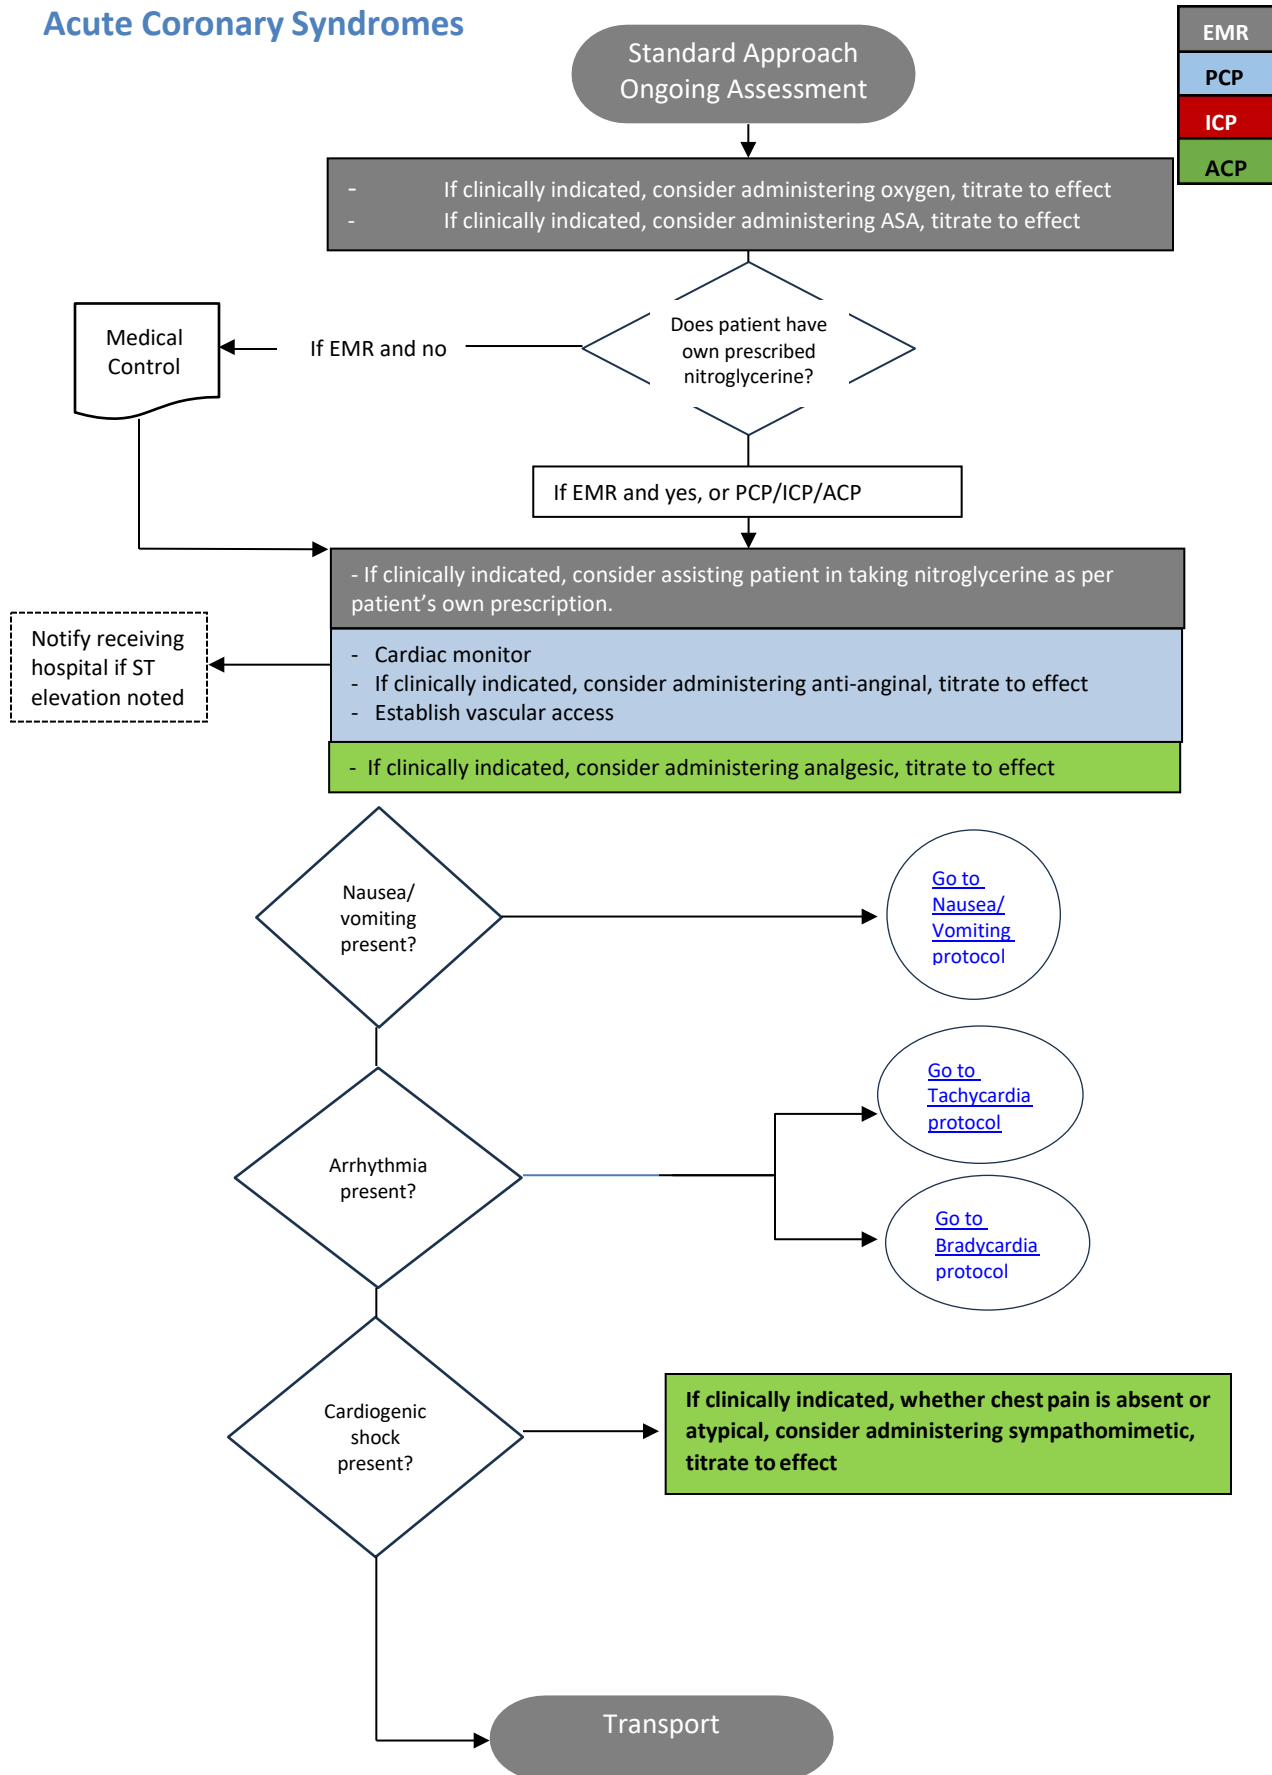 Acute Coronary Syndromes
EMR
PCP
ICP
ACP
Standard Approach
Ongoing Assessment
- If clinically indicated, consider administering oxygen, titrate to effect
- If clinically indicated, consider administering ASA, titrate to effect
Does patient have
own prescribed
nitroglycerine?
If EMR and no
Medical
Control
If EMR and yes, or PCP/ICP/ACP
- If clinically indicated, consider assisting patient in taking nitroglycerine as per
patient’s own prescription.
- Cardiac monitor
- If clinically indicated, consider administering anti-anginal, titrate to effect
- Establish vascular access
Notify receiving
hospital if ST
elevation noted
- If clinically indicated, consider administering analgesic, titrate to effect
Nausea/
vomiting
present?
Go to
Nausea/
Vomiting
protocol
Arrhythmia
present?
Go to
Tachycardia
protocol
Go to
Bradycardia
protocol
Cardiogenic
shock
present?
If clinically indicated, whether chest pain is absent or
atypical, consider administering sympathomimetic,
titrate to effect
Transport